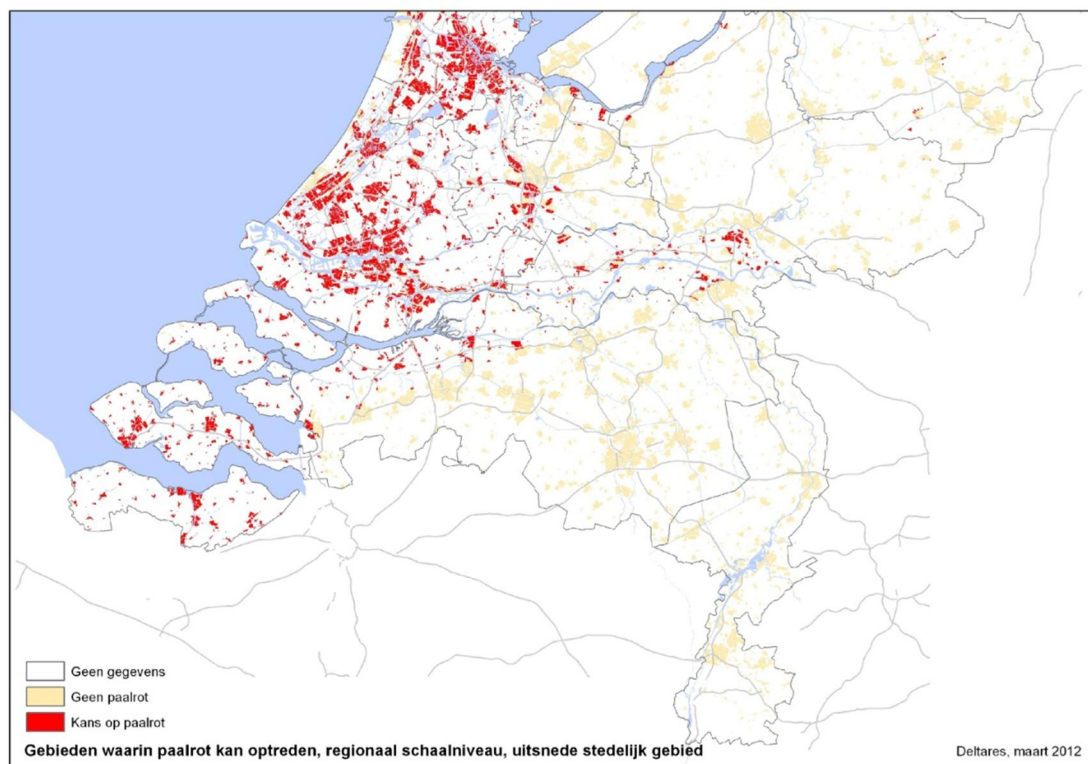 Geen gegevens
Geen paalrot
Kans op paalrot
Gebieden waarin paalrot kan optreden, regionaal schaalniveau, uitsnede stedelijk gebied
Deltares, maart 2012